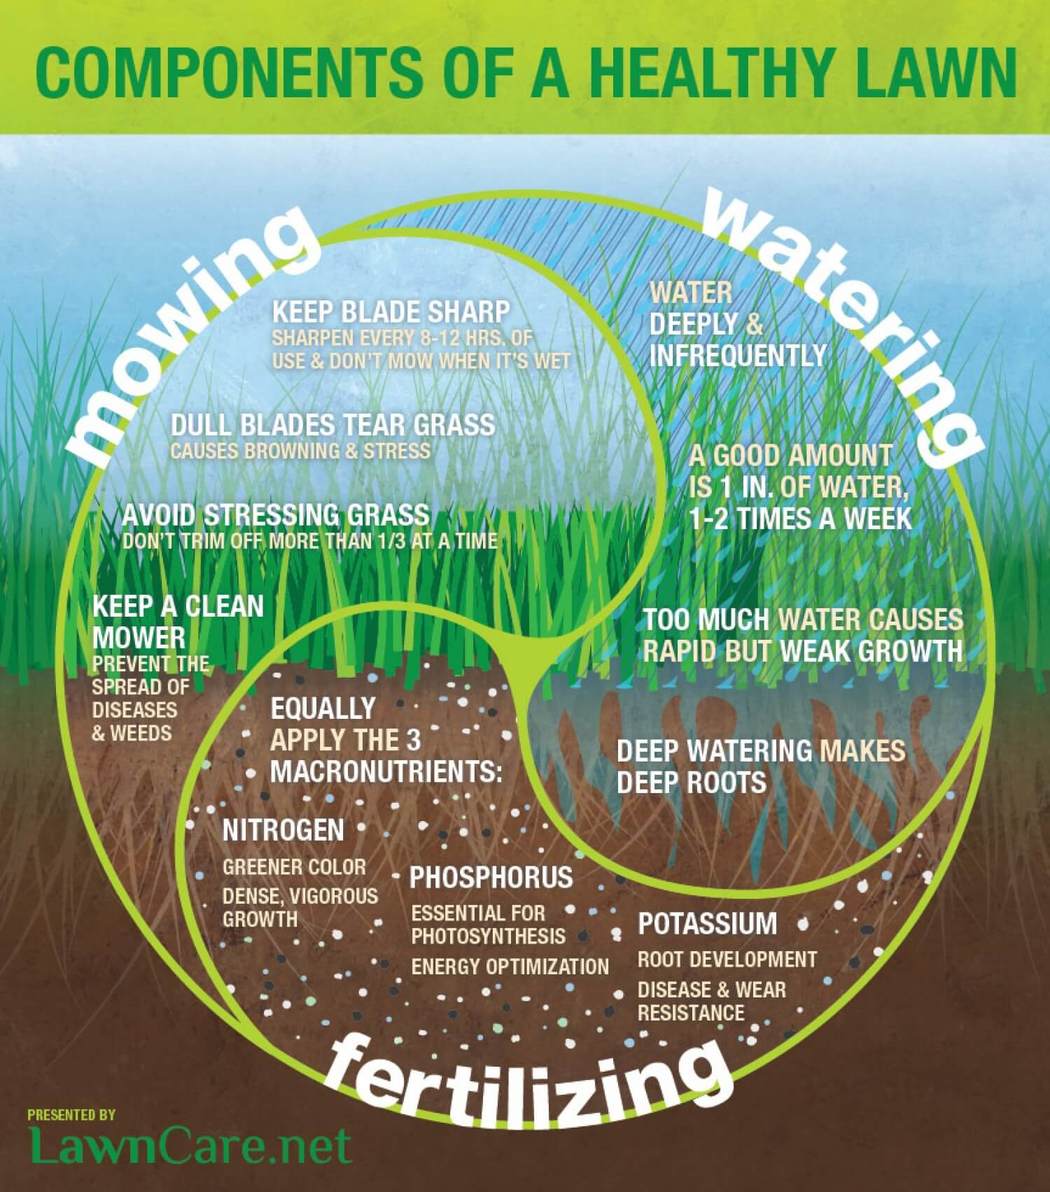 COMPONENTS OF A HEALTHY LAWN
mowing
KEEP BLADE SHARP
SHARPEN EVERY 8-12 HRS. OF
USE & DON'T MOW WHEN IT'S WET
DULL BLADES TEAR GRASS
CAUSES BROWNING & STRESS
AVOID STRESSING GRASS
DON'T TRIM OFF MORE THAN 1/3 AT A TIME
KEEP A CLEAN
MOWER
PREVENT THE
SPREAD OF
DISEASES
& WEEDS
watering
WATER
DEEPLY &
INFREQUENTLY
A GOOD AMOUNT
IS 1 IN. OF WATER,
1-2 TIMES A WEEK
TOO MUCH WATER CAUSES
RAPID BUT WEAK GROWTH
DEEP WATERING MAKES
DEEP ROOTS
EQUALLY
APPLY THE 3
MACRONUTRIENTS:
NITROGEN
GREENER COLOR
DENSE, VIGOROUS
GROWTH
PHOSPHORUS
ESSENTIAL FOR
PHOTOSYNTHESIS
ENERGY OPTIMIZATION
POTASSIUM
ROOT DEVELOPMENT
DISEASE & WEAR
RESISTANCE
fertilizing
PRESENTED BY
LawnCare.net